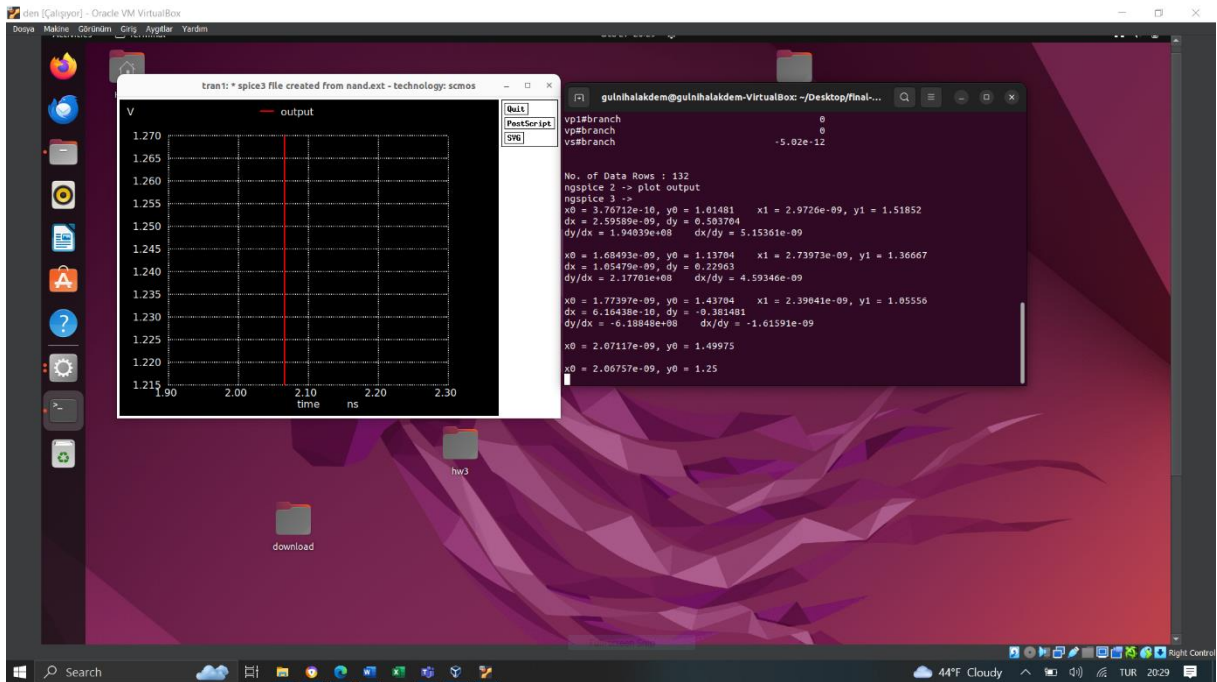 den [Çalışıyor] - Oracle VM VirtualBox
Dosya Makine Görünüm Giriş Aygıtlar Yardım
tran1: * spice3 file created from nand.ext - technology: scmos
V
output
Quit
PostScript
SVG
1.270
1.265
1.260
1.255
1.250
1.245
1.240
1.235
1.230
1.225
1.220
1.215
1.90 2.00 2.10 2.20 2.30
time ns
gulnihalakdem@gulnihalakdem-VirtualBox: ~/Desktop/final-...
vp1#branch 0
vp#branch 0
vs#branch -5.02e-12
No. of Data Rows : 132
ngspice 2 -> plot output
ngspice 3 ->
x0 = 3.76712e-10, y0 = 1.01481 x1 = 2.9726e-09, y1 = 1.51852
dx = 2.59589e-09, dy = 0.503704
dy/dx = 1.94039e+08 dx/dy = 5.15361e-09
x0 = 1.68493e-09, y0 = 1.13704 x1 = 2.73973e-09, y1 = 1.36667
dx = 1.05479e-09, dy = 0.22963
dy/dx = 2.17701e+08 dx/dy = 4.59346e-09
x0 = 1.77397e-09, y0 = 1.43704 x1 = 2.39041e-09, y1 = 1.05556
dx = 6.16438e-10, dy = -0.381481
dy/dx = -6.18848e+08 dx/dy = -1.61591e-09
x0 = 2.07117e-09, y0 = 1.49975
x0 = 2.06757e-09, y0 = 1.25
hw3
download
Right Control
Search
44°F Cloudy
TUR
20:29